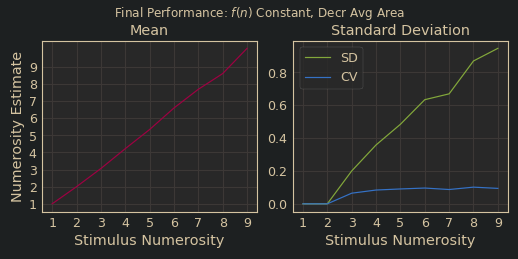 Final Performance: f(n) Constant, Decr Avg Area
Mean
Numerosity Estimate
9
8
7
6
5
4
3
2
1
1 2 3 4 5 6 7 8 9
Stimulus Numerosity
Standard Deviation
SD
CV
0.8
0.6
0.4
0.2
0.0
1 2 3 4 5 6 7 8 9
Stimulus Numerosity